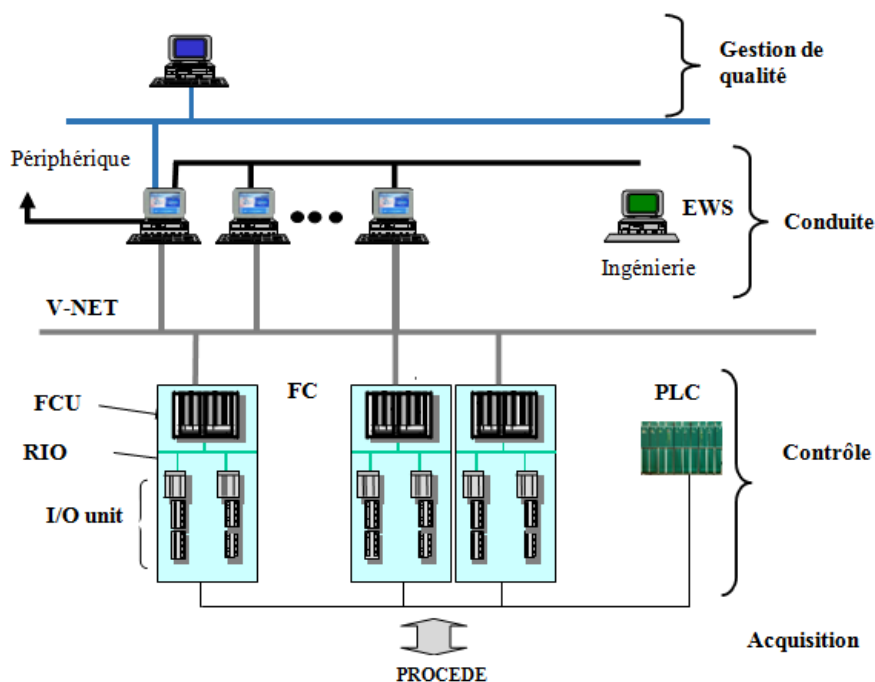 Gestion de
qualité
Périphérique
EWS
Conduite
Ingénierie
V-NET
FCU
FC
PLC
RIO
Contrôle
I/O unit
Acquisition
PROCEDE